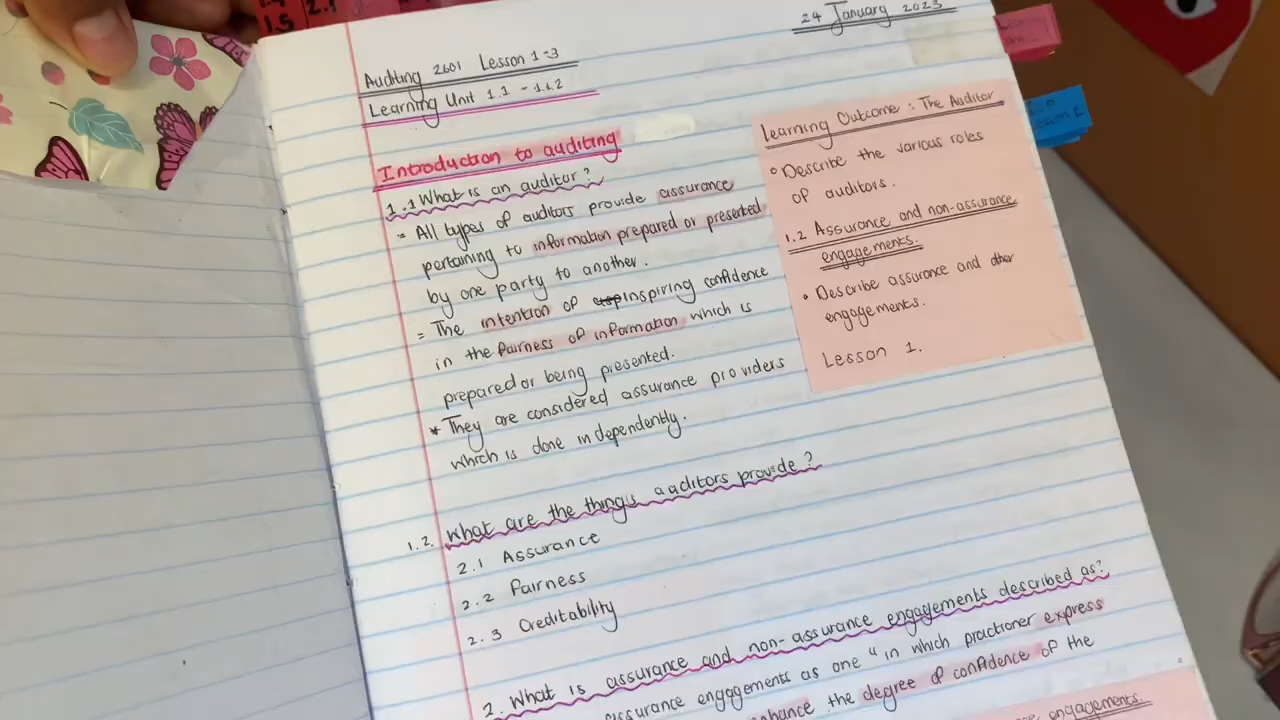 24 January 2023
Auditing 2601 Lesson 1-3
Learning Unit 1.1 - 1.1.2
Introduction to auditing
1.1 What is an auditor?
= All types of auditors provide assurance
pertaining to information prepared or presented
by one party to another.
= The intention of inspiring confidence
in the fairness of information which is
prepared or being presented.
* They are considered assurance providers
which is done independently.
Learning Outcome : The Auditor
• Describe the various roles
of auditors.
1.2 Assurance and non-assurance
engagements.
• Describe assurance and other
engagements.
Lesson 1.
1.2. What are the things auditors provide?
2.1 Assurance
2.2 Fairness
2.3 Creditability
2. What is assurance and non-assurance engagements described as?
assurance engagements as one "in which practioner express
enhance the degree of confidence of the
engagements.
1.5 2.1